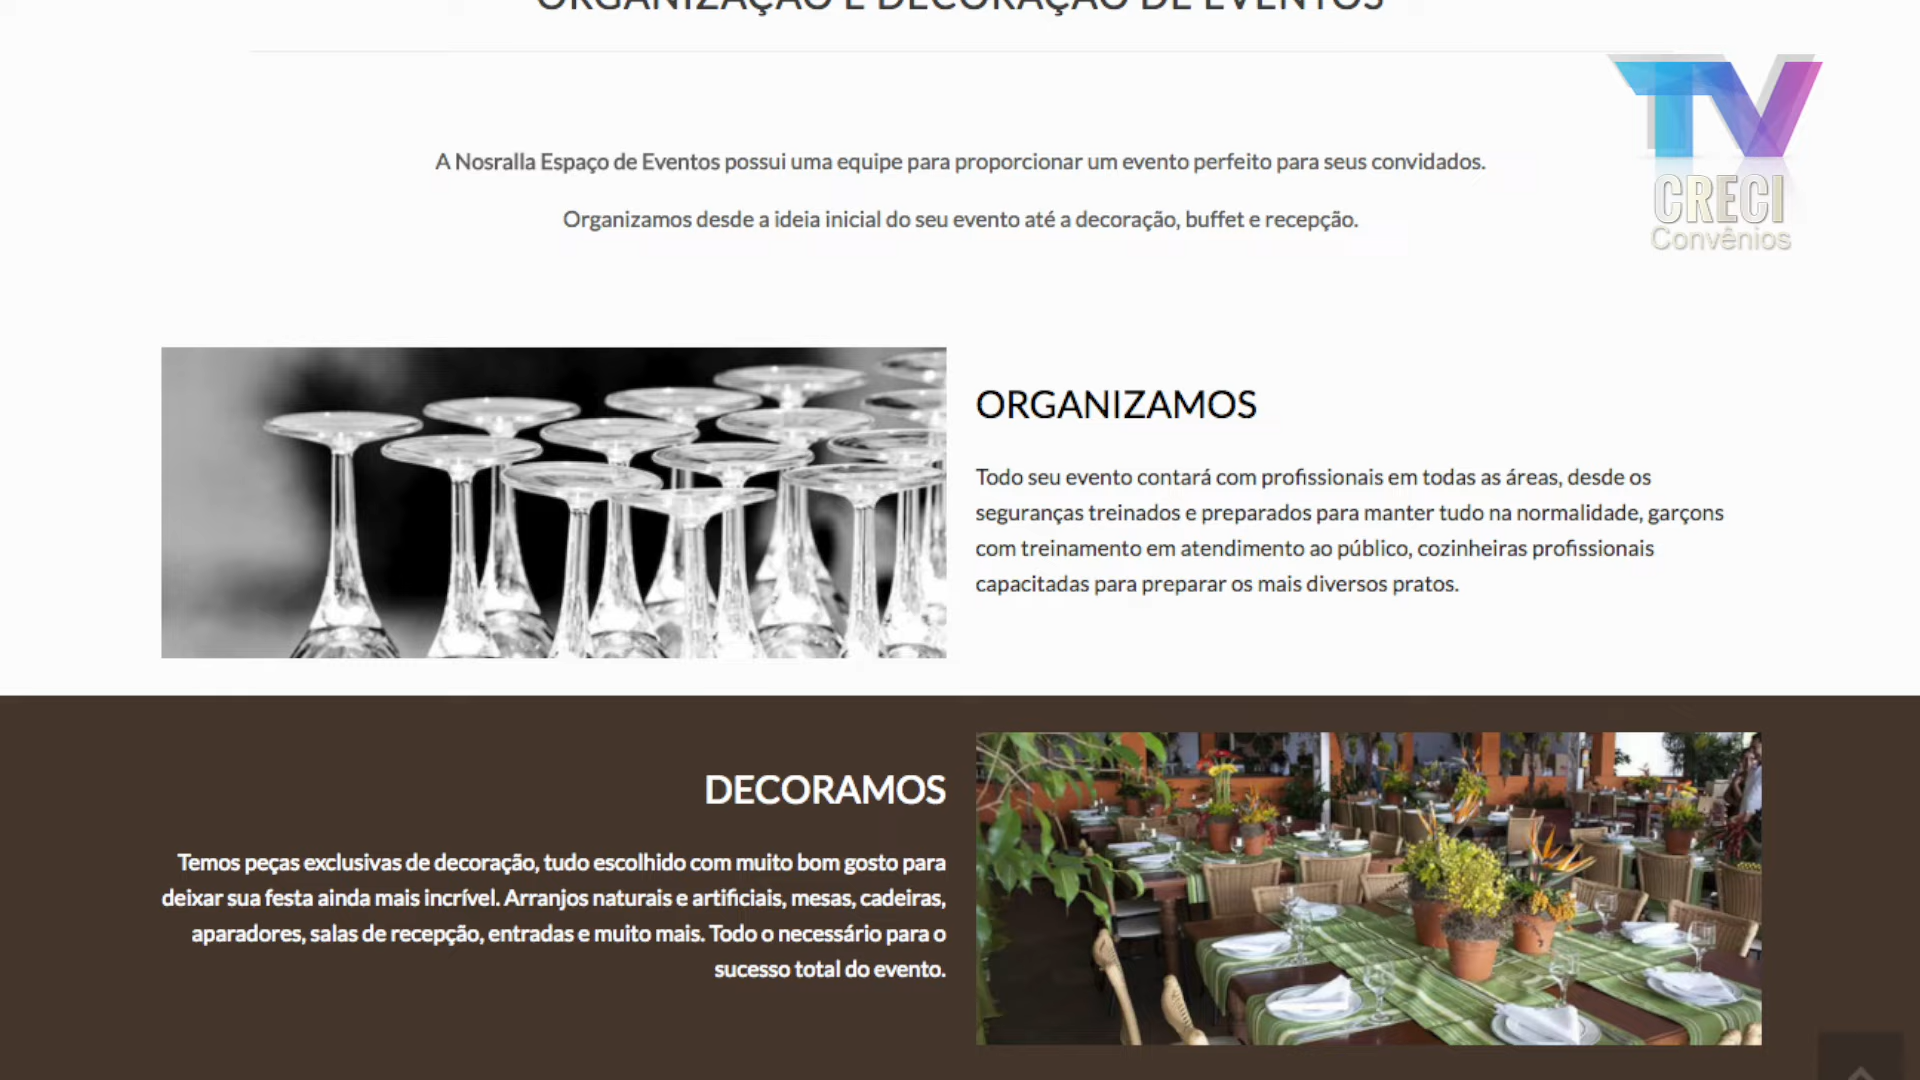 ORGANIZAÇÃO E DECORAÇÃO DE EVENTOS
TV
CRECI
Convênios
A Nosralla Espaço de Eventos possui uma equipe para proporcionar um evento perfeito para seus convidados.
Organizamos desde a ideia inicial do seu evento até a decoração, buffet e recepção.
ORGANIZAMOS
Todo seu evento contará com profissionais em todas as áreas, desde os
seguranças treinados e preparados para manter tudo na normalidade, garçons
com treinamento em atendimento ao público, cozinheiras profissionais
capacitadas para preparar os mais diversos pratos.
DECORAMOS
Temos peças exclusivas de decoração, tudo escolhido com muito bom gosto para
deixar sua festa ainda mais incrível. Arranjos naturais e artificiais, mesas, cadeiras,
aparadores, salas de recepção, entradas e muito mais. Todo o necessário para o
sucesso total do evento.